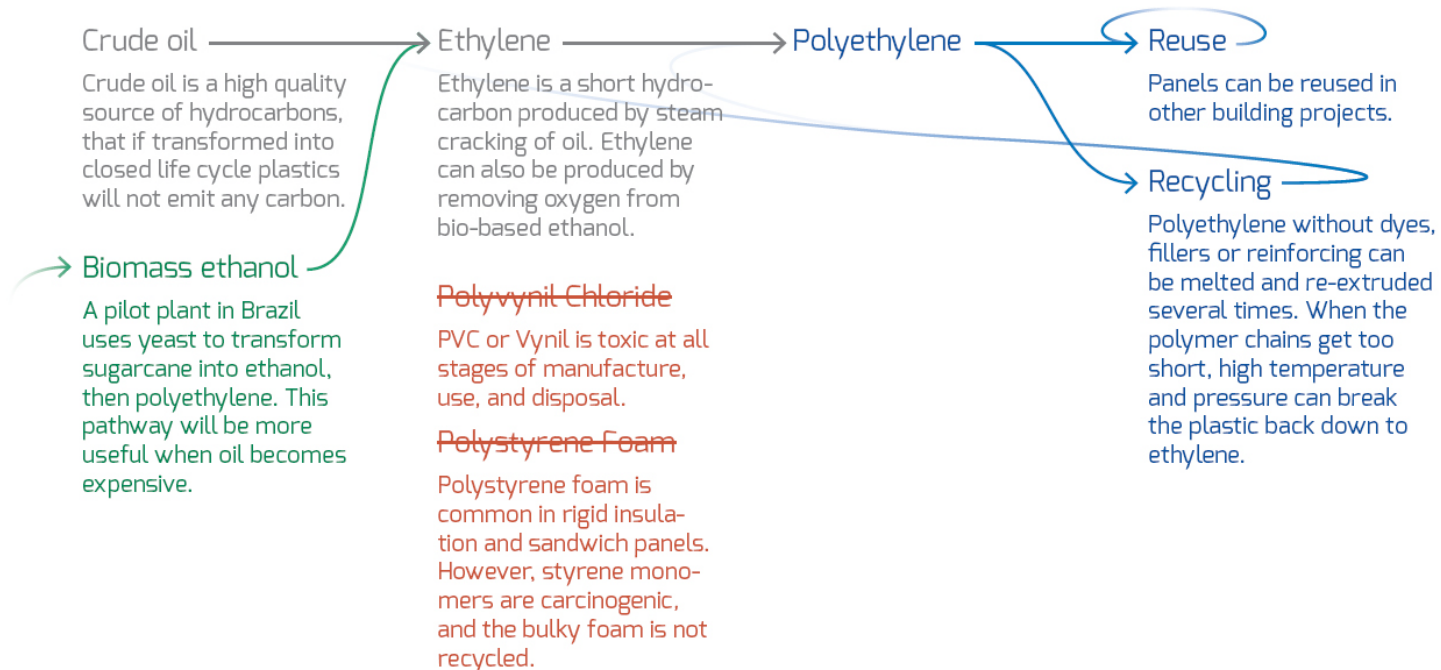 Crude oil
Crude oil is a high quality
source of hydrocarbons,
that if transformed into
closed life cycle plastics
will not emit any carbon.
Biomass ethanol
A pilot plant in Brazil
uses yeast to transform
sugarcane into ethanol,
then polyethylene. This
pathway will be more
useful when oil becomes
expensive.
Ethylene
Ethylene is a short hydro-
carbon produced by steam
cracking of oil. Ethylene
can also be produced by
removing oxygen from
bio-based ethanol.
Polyvynil Chloride
PVC or Vynil is toxic at all
stages of manufacture,
use, and disposal.
Polystyrene Foam
Polystyrene foam is
common in rigid insula-
tion and sandwich panels.
However, styrene mono-
mers are carcinogenic,
and the bulky foam is not
recycled.
Polyethylene
Reuse
Panels can be reused in
other building projects.
Recycling
Polyethylene without dyes,
fillers or reinforcing can
be melted and re-extruded
several times. When the
polymer chains get too
short, high temperature
and pressure can break
the plastic back down to
ethylene.